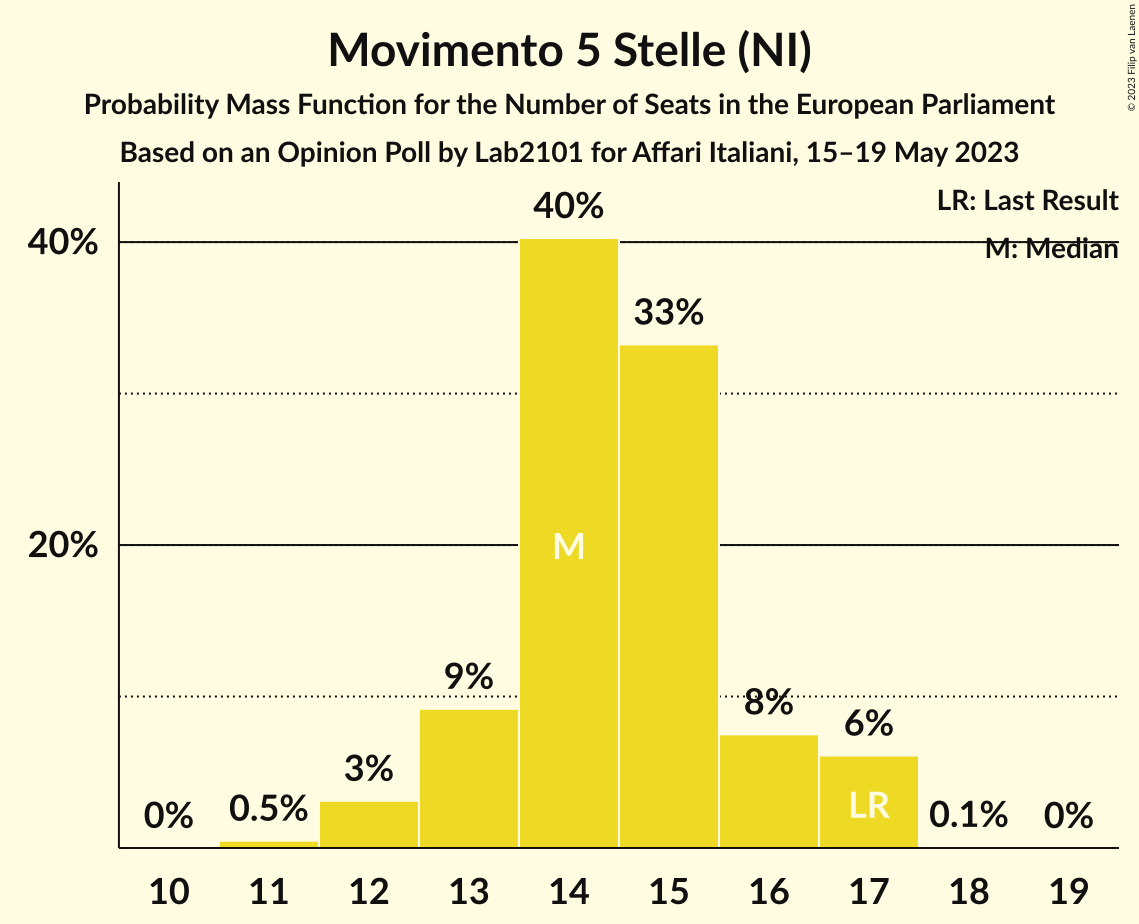 Movimento 5 Stelle (NI)
Probability Mass Function for the Number of Seats in the European Parliament
Based on an Opinion Poll by Lab2101 for Affari Italiani, 15–19 May 2023
© 2023 Filip van Laenen
LR: Last Result
M: Median
40%
20%
0%
0.5%
3%
9%
40%
33%
8%
6%
0.1%
0%
M
LR
10 11 12 13 14 15 16 17 18 19